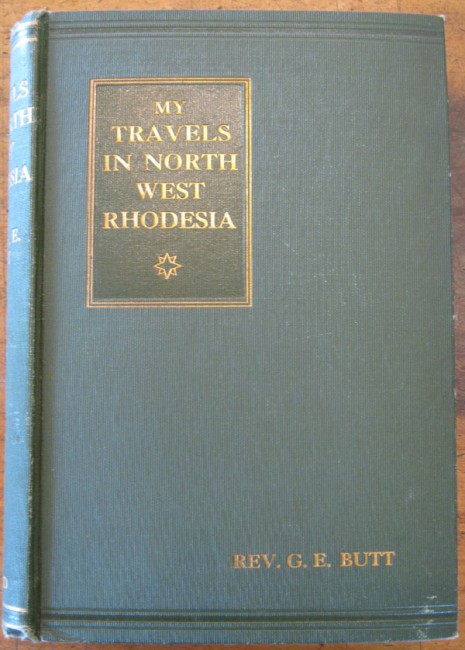 MY
TRAVELS
IN NORTH
WEST
RHODESIA
REV. G. E. BUTT